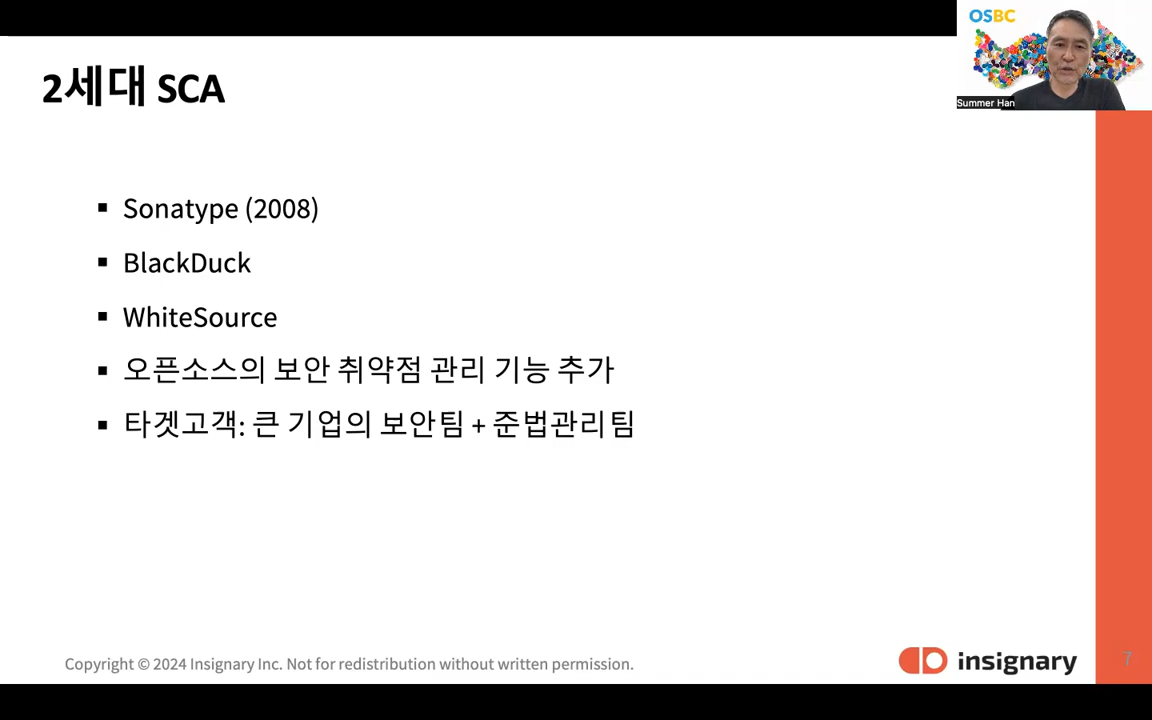 OSBC
Summer Han
2세대 SCA
▪ Sonatype (2008)
▪ BlackDuck
▪ WhiteSource
▪ 오픈소스의 보안 취약점 관리 기능 추가
▪ 타겟고객: 큰 기업의 보안팀 + 준법관리팀
Copyright © 2024 Insignary Inc. Not for redistribution without written permission.
insignary
7